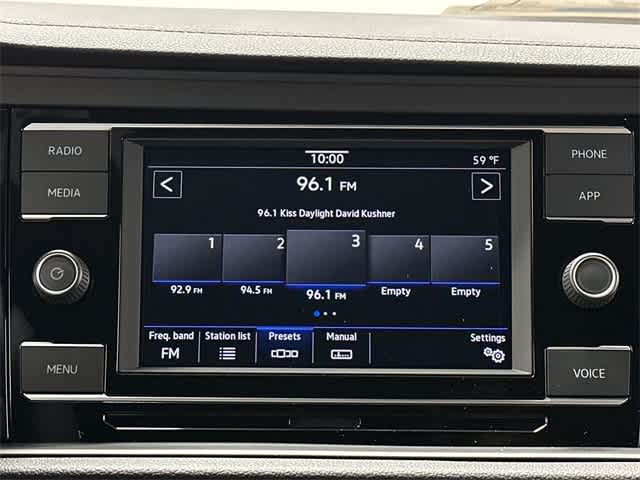 RADIO
MEDIA
MENU
10:00
59 °F
96.1 FM
96.1 Kiss Daylight David Kushner
1 2 3 4 5
92.9 FM 94.5 FM 96.1 FM Empty Empty
Freq. band Station list Presets Manual Settings
FM
PHONE
APP
VOICE